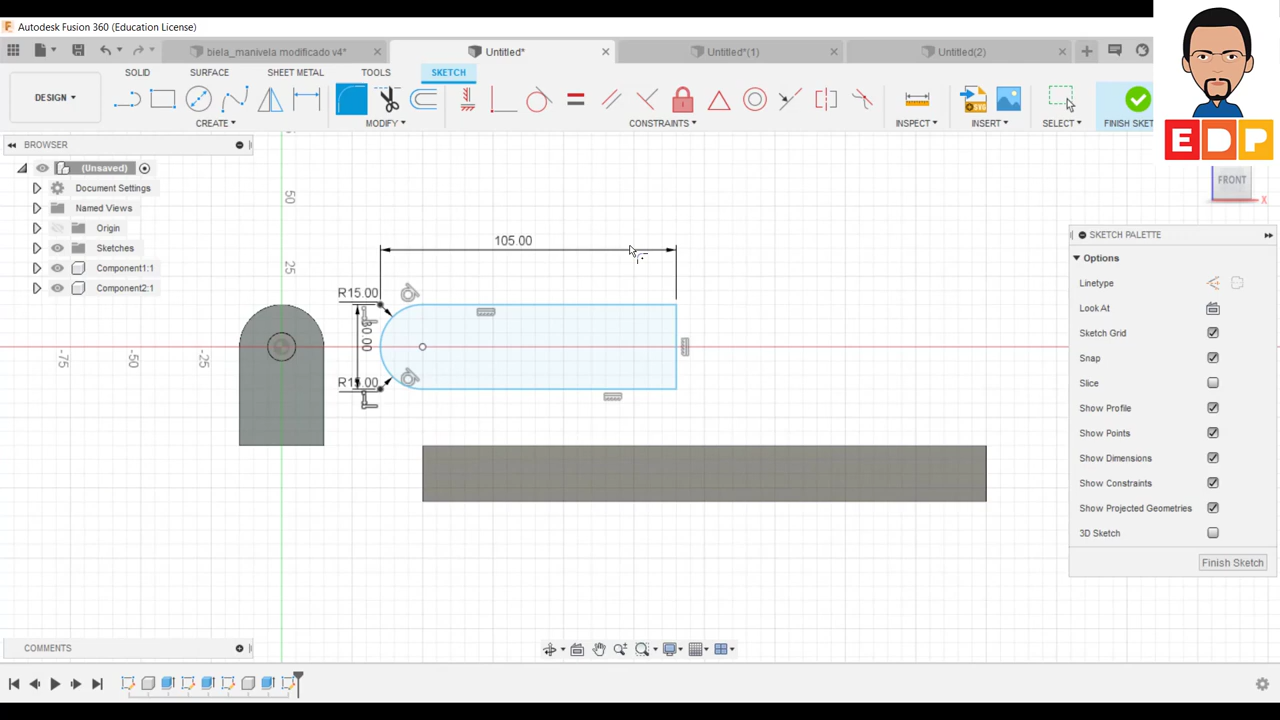 Autodesk Fusion 360 (Education License)
biela_manivela modificado v4*
Untitled*
Untitled*(1)
Untitled(2)
DESIGN
SOLID
SURFACE
SHEET METAL
TOOLS
SKETCH
CREATE
MODIFY
CONSTRAINTS
INSPECT
INSERT
SELECT
FINISH SKET
EDP
BROWSER
(Unsaved)
Document Settings
Named Views
Origin
Sketches
Component1:1
Component2:1
FRONT
X
50
25
-75
-50
-25
105.00
R15.00
R15.00
SKETCH PALETTE
Options
Linetype
Look At
Sketch Grid
Snap
Slice
Show Profile
Show Points
Show Dimensions
Show Constraints
Show Projected Geometries
3D Sketch
Finish Sketch
COMMENTS